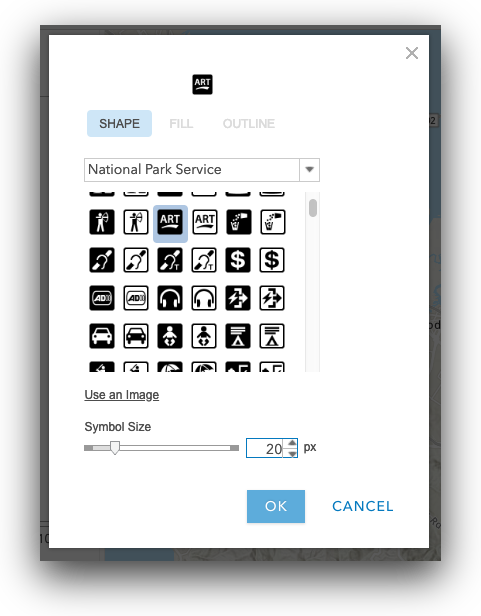 ART
SHAPE FILL OUTLINE
National Park Service
ART ART
T T $ $
AD))) AD)))
Use an Image
Symbol Size
20 px
OK CANCEL